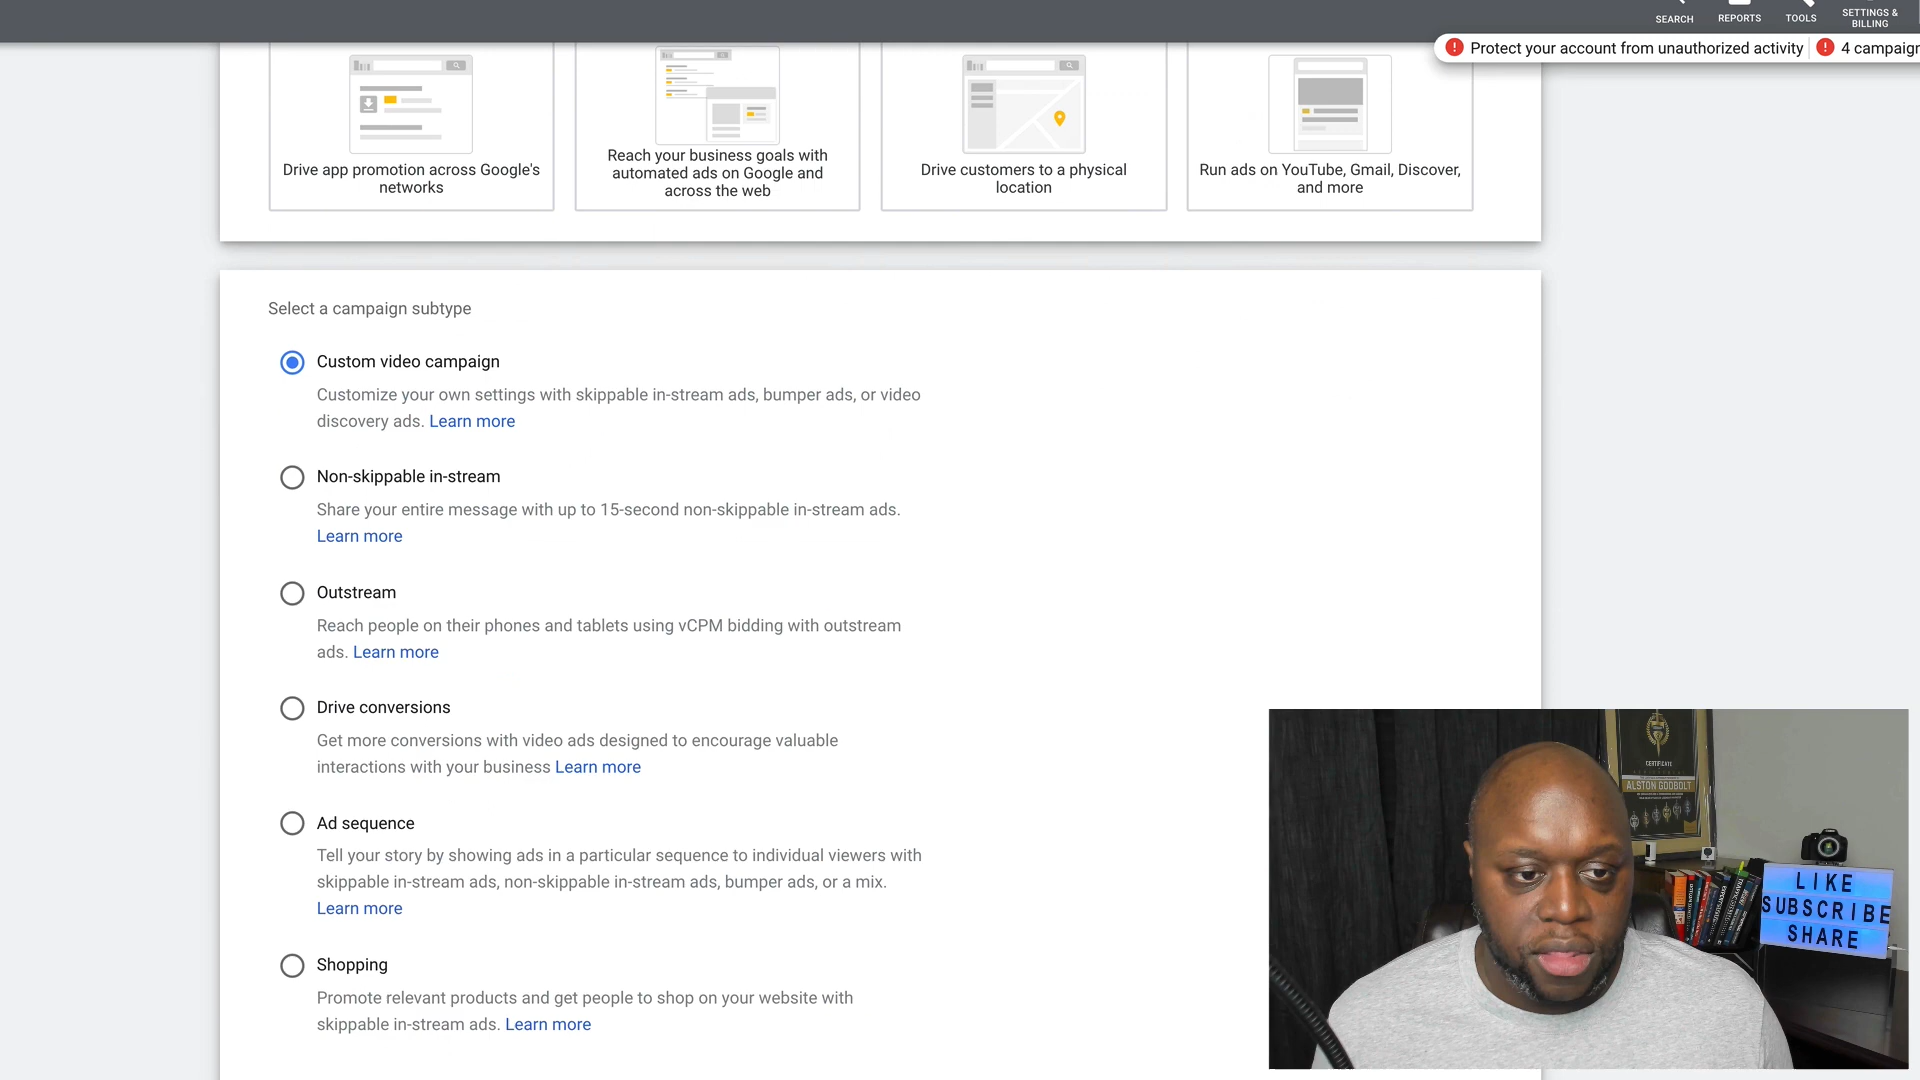 SEARCH
REPORTS
TOOLS
SETTINGS &
BILLING
Protect your account from unauthorized activity
4 campaign
Drive app promotion across Google's
networks
Reach your business goals with
automated ads on Google and
across the web
Drive customers to a physical
location
Run ads on YouTube, Gmail, Discover,
and more
Select a campaign subtype
Custom video campaign
Customize your own settings with skippable in-stream ads, bumper ads, or video
discovery ads. Learn more
Non-skippable in-stream
Share your entire message with up to 15-second non-skippable in-stream ads.
Learn more
Outstream
Reach people on their phones and tablets using vCPM bidding with outstream
ads. Learn more
Drive conversions
Get more conversions with video ads designed to encourage valuable
interactions with your business Learn more
Ad sequence
Tell your story by showing ads in a particular sequence to individual viewers with
skippable in-stream ads, non-skippable in-stream ads, bumper ads, or a mix.
Learn more
Shopping
Promote relevant products and get people to shop on your website with
skippable in-stream ads. Learn more
CERTIFICATE
ALSTON GODBOLT
LIKE
SUBSCRIBE
SHARE